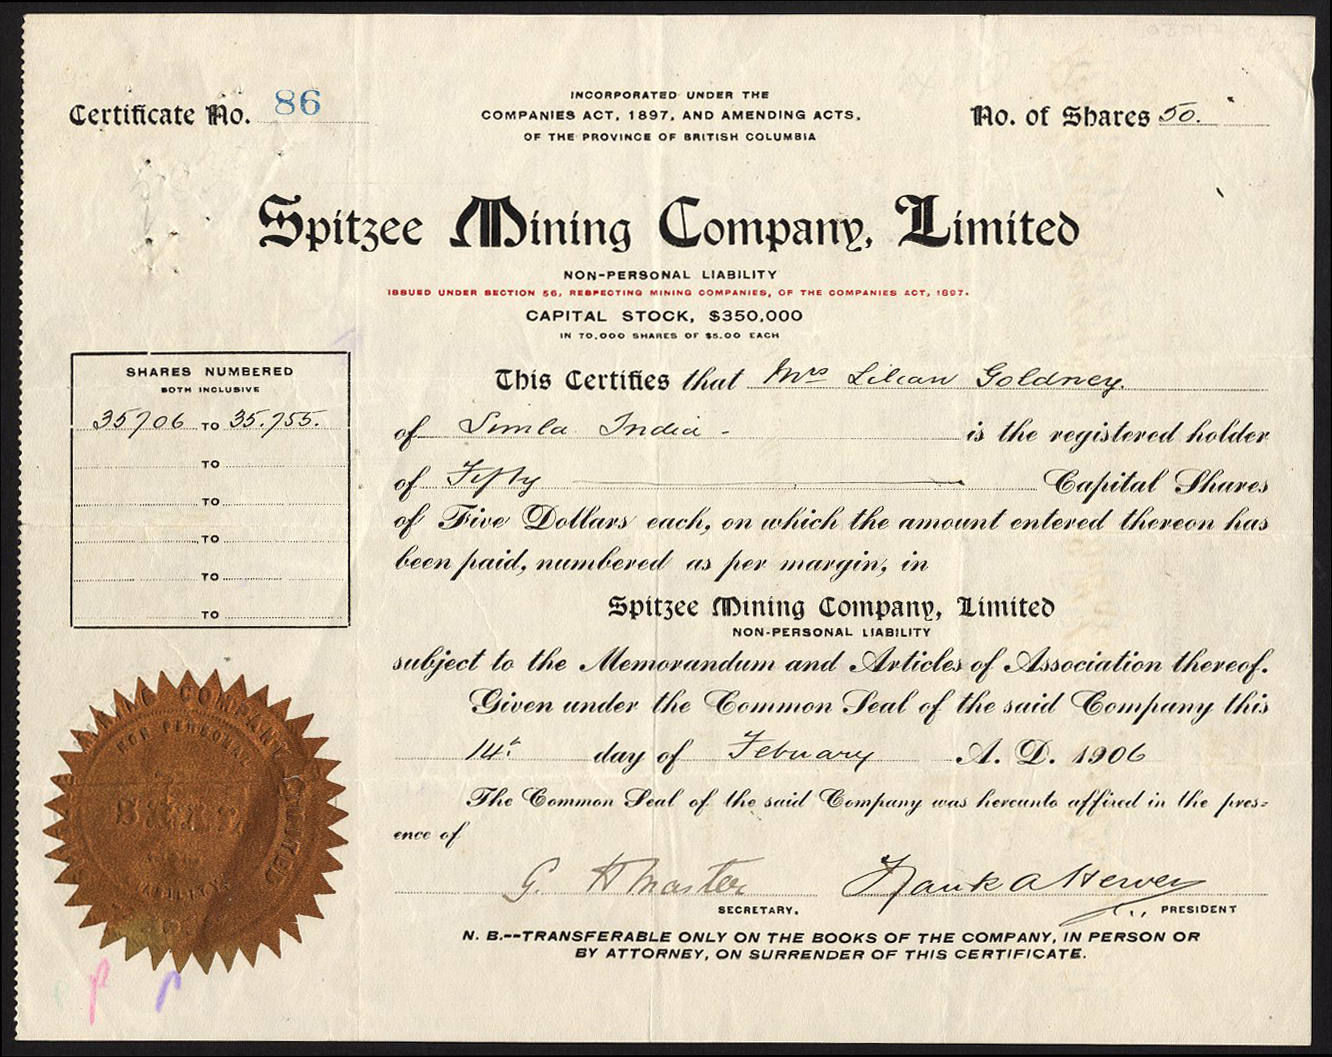 Certificate No. 86
INCORPORATED UNDER THE
COMPANIES ACT, 1897, AND AMENDING ACTS,
OF THE PROVINCE OF BRITISH COLUMBIA
No. of Shares 50.
Spitzee Mining Company, Limited
NON-PERSONAL LIABILITY
ISSUED UNDER SECTION 56, RESPECTING MINING COMPANIES, OF THE COMPANIES ACT, 1897.
CAPITAL STOCK, $350,000
IN 70,000 SHARES OF $5.00 EACH
SHARES NUMBERED
BOTH INCLUSIVE
35706 TO 35.755.
TO
TO
TO
TO
TO
This Certifies that Mrs Lilian Goldney.
of Simla India - is the registered holder
of Fifty Capital Shares
of Five Dollars each, on which the amount entered thereon has
been paid, numbered as per margin, in
Spitzee Mining Company, Limited
NON-PERSONAL LIABILITY
subject to the Memorandum and Articles of Association thereof.
Given under the Common Seal of the said Company this
14th day of February A. D. 1906
The Common Seal of the said Company was hereunto affixed in the pres=
ence of
SECRETARY.
PRESIDENT
N. B.--TRANSFERABLE ONLY ON THE BOOKS OF THE COMPANY, IN PERSON OR
BY ATTORNEY, ON SURRENDER OF THIS CERTIFICATE.
COMPANY LIMITED
NON PERSONAL